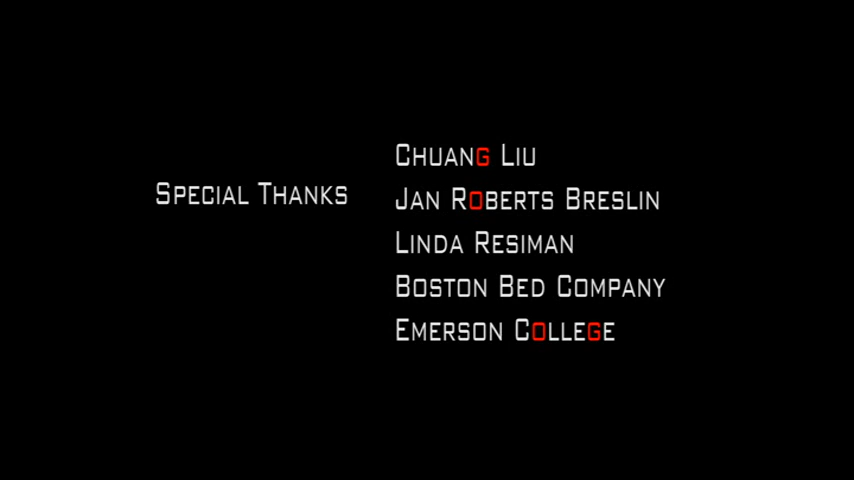 Special Thanks
Chuang Liu
Jan Roberts Breslin
Linda Resiman
Boston Bed Company
Emerson College